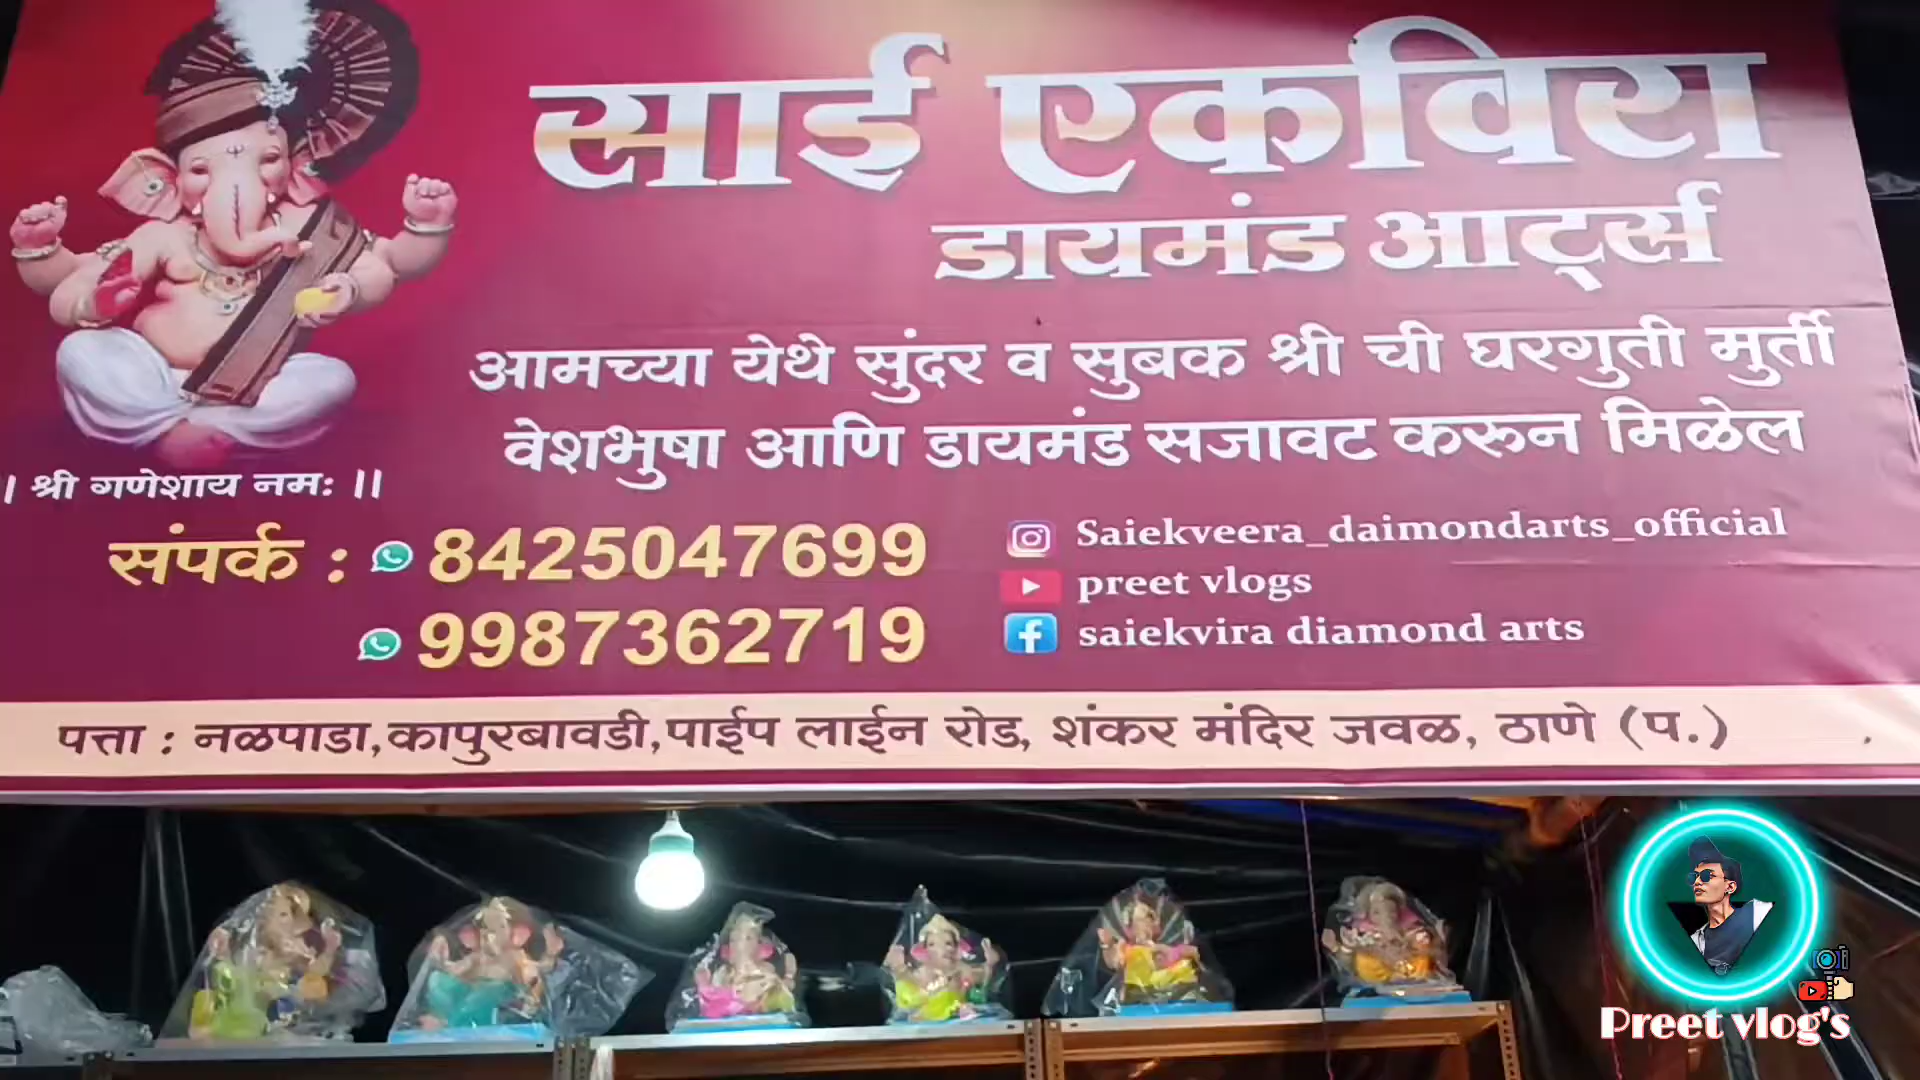 साई एकविरा
डायमंड आर्ट्स
आमच्या येथे सुंदर व सुबक श्री ची घरगुती मुर्ती
वेशभुषा आणि डायमंड सजावट करून मिळेल
। श्री गणेशाय नमः ।।
संपर्क : 8425047699
9987362719
Saiekveera_daimondarts_official
preet vlogs
saiekvira diamond arts
पत्ता : नळपाडा,कापुरबावडी,पाईप लाईन रोड, शंकर मंदिर जवळ, ठाणे (प.)
Preet vlog's